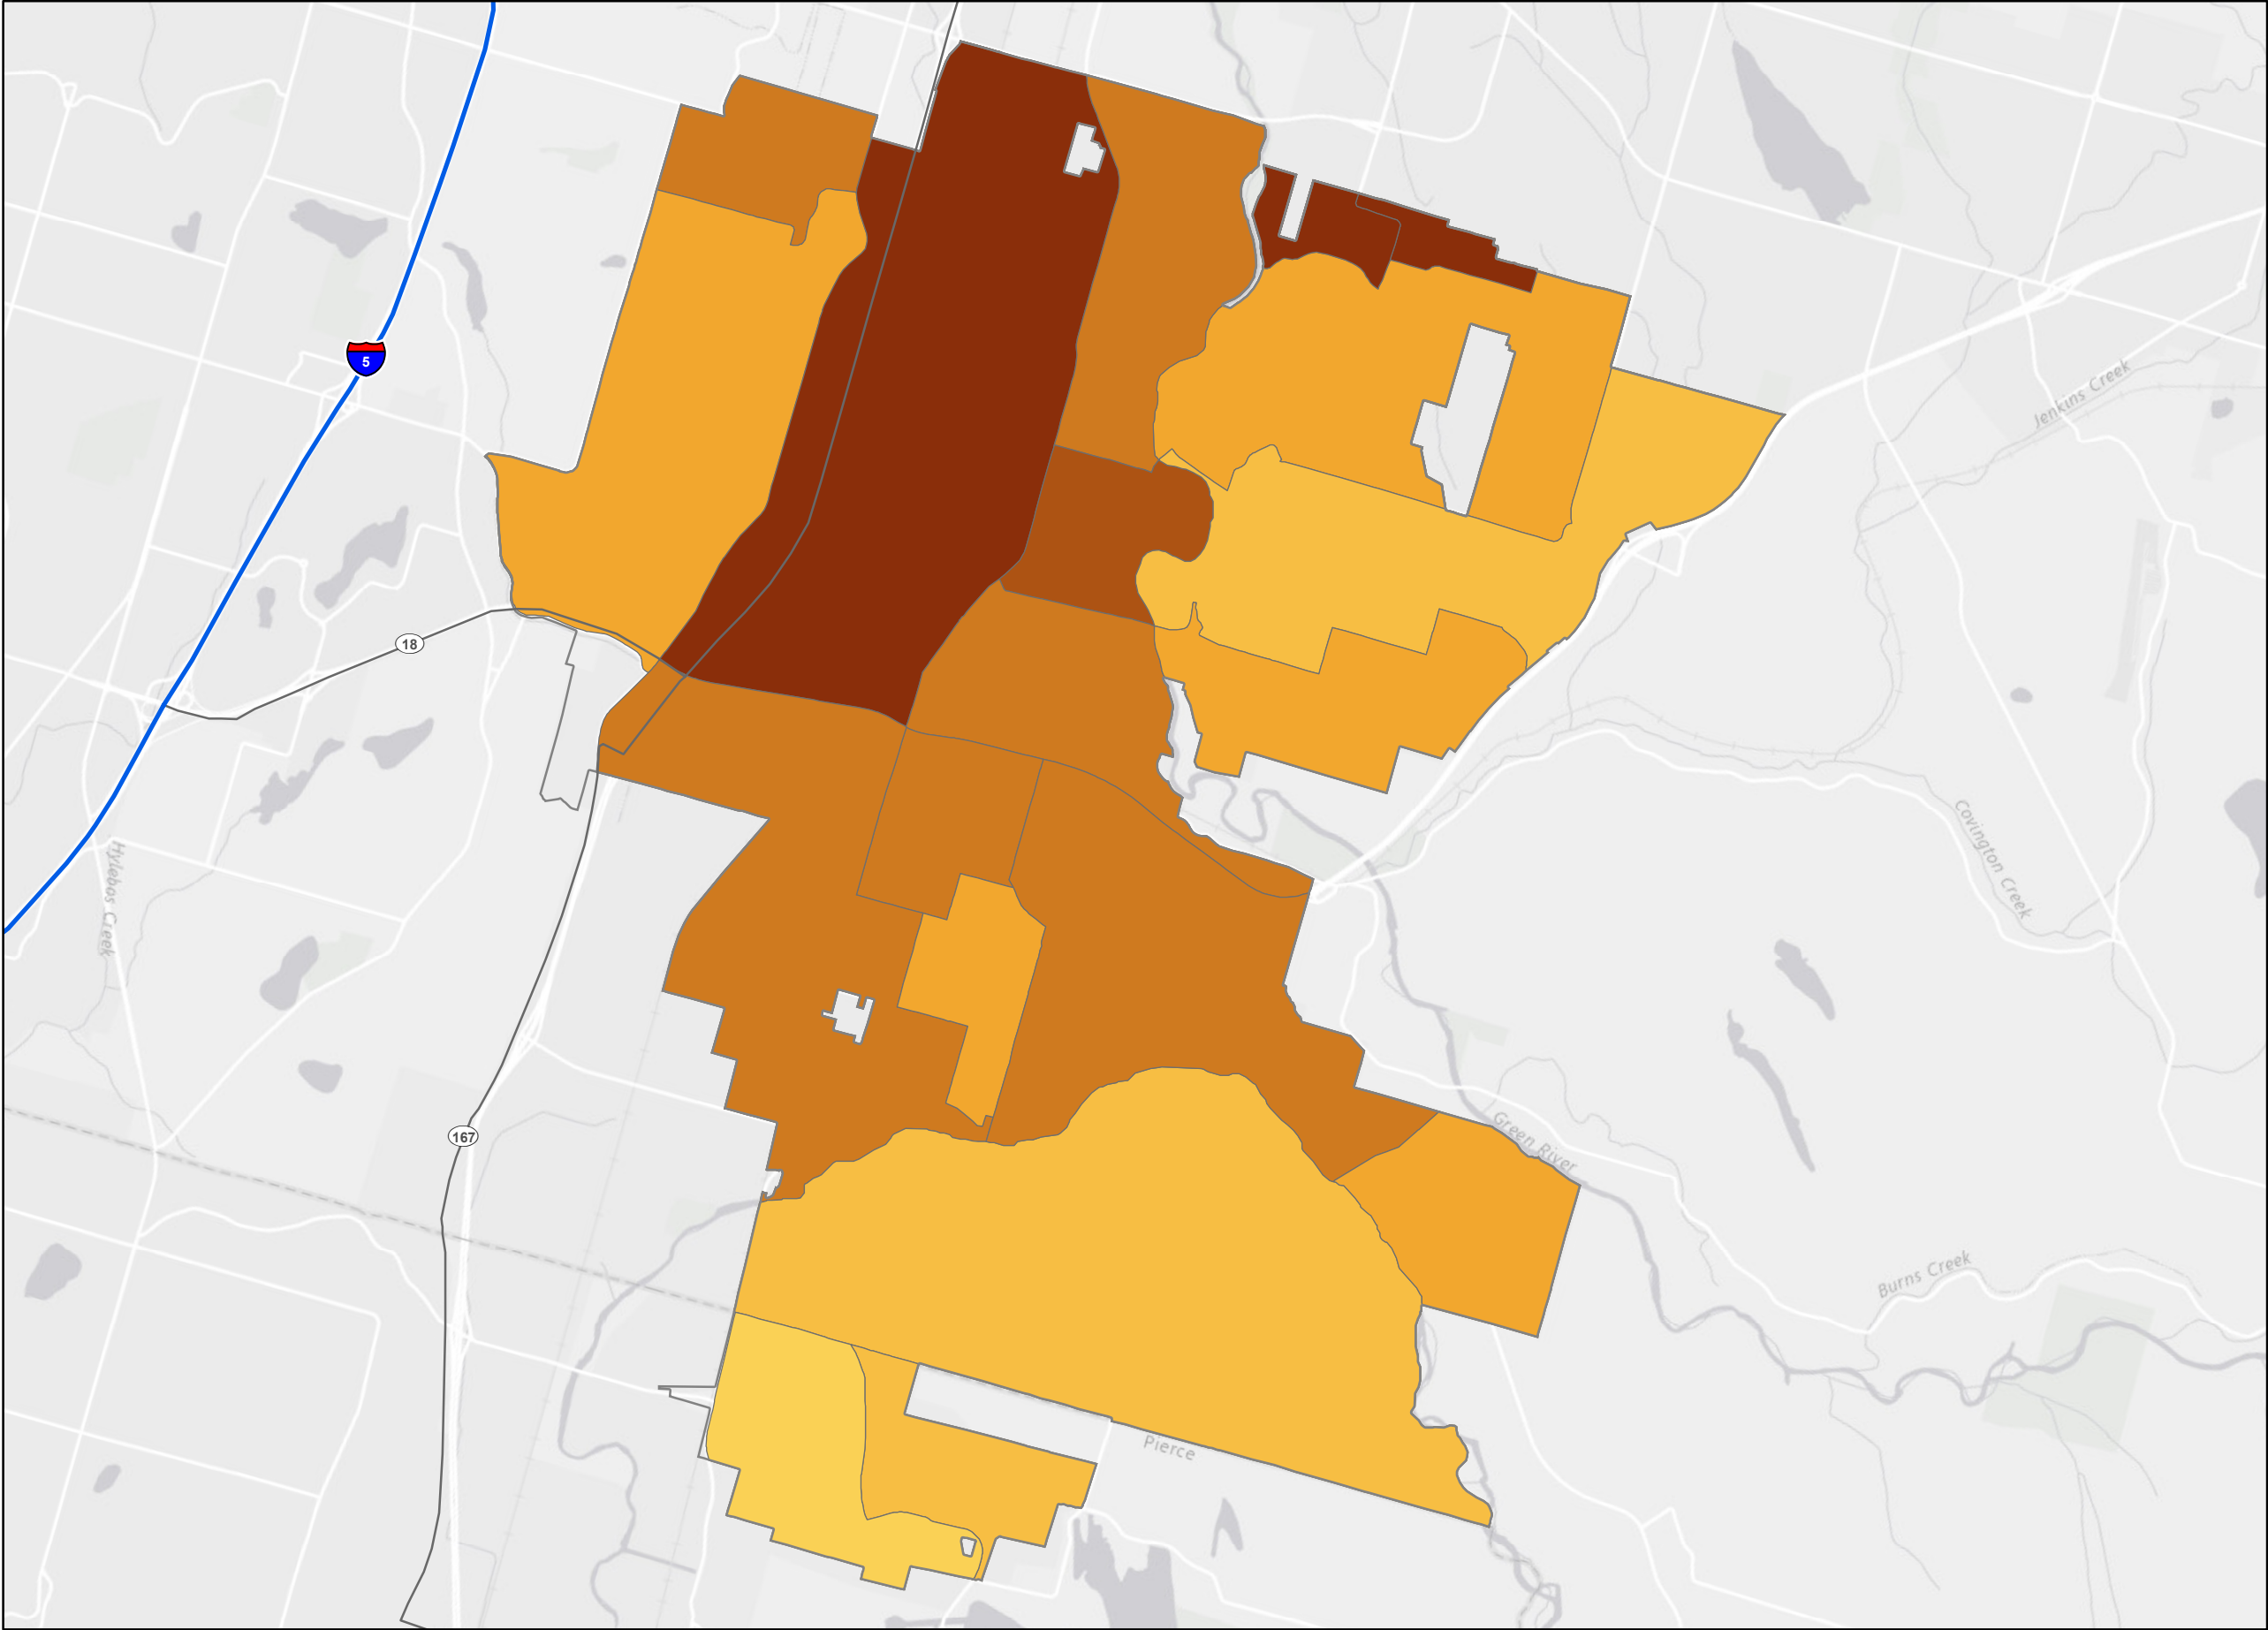 5
Jenkins Creek
18
Covington Creek
Hylebos Creek
167
Green River
Burns Creek
Pierce